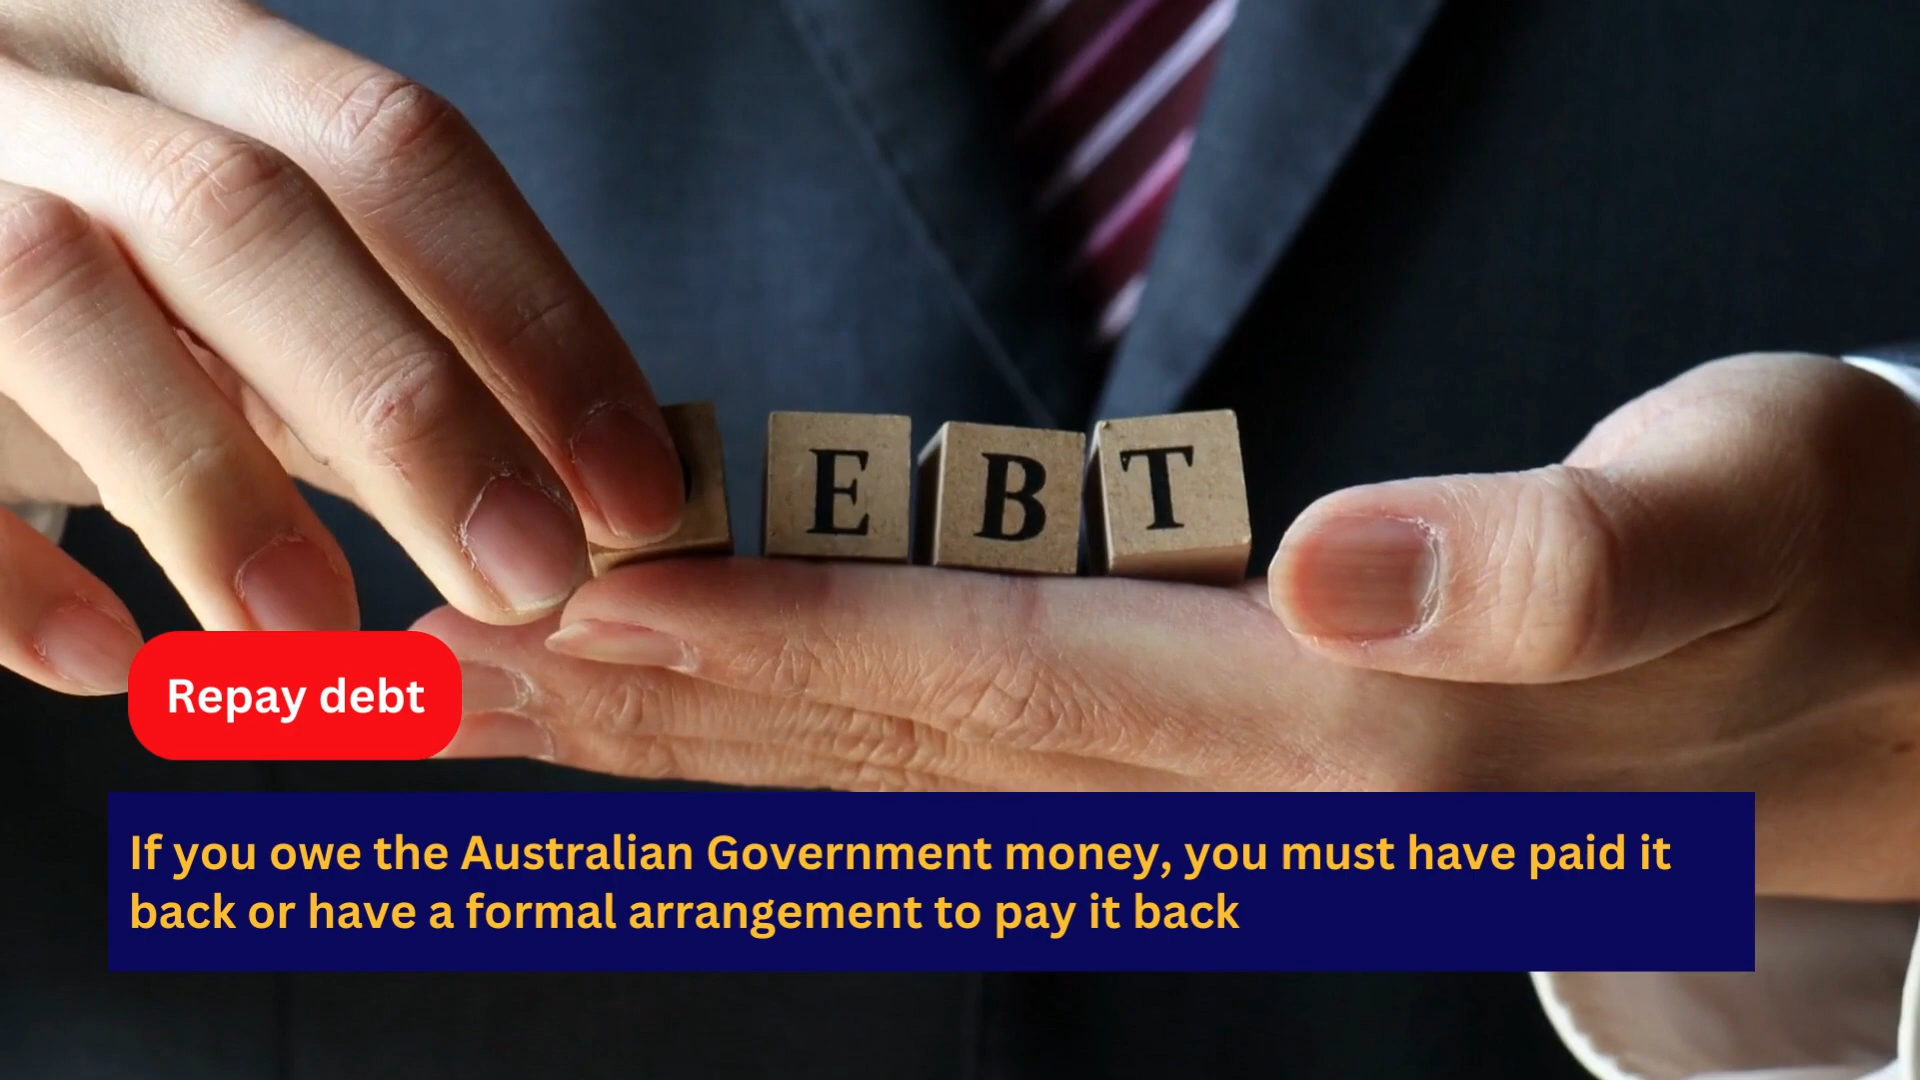 EBT
Repay debt
If you owe the Australian Government money, you must have paid it
back or have a formal arrangement to pay it back